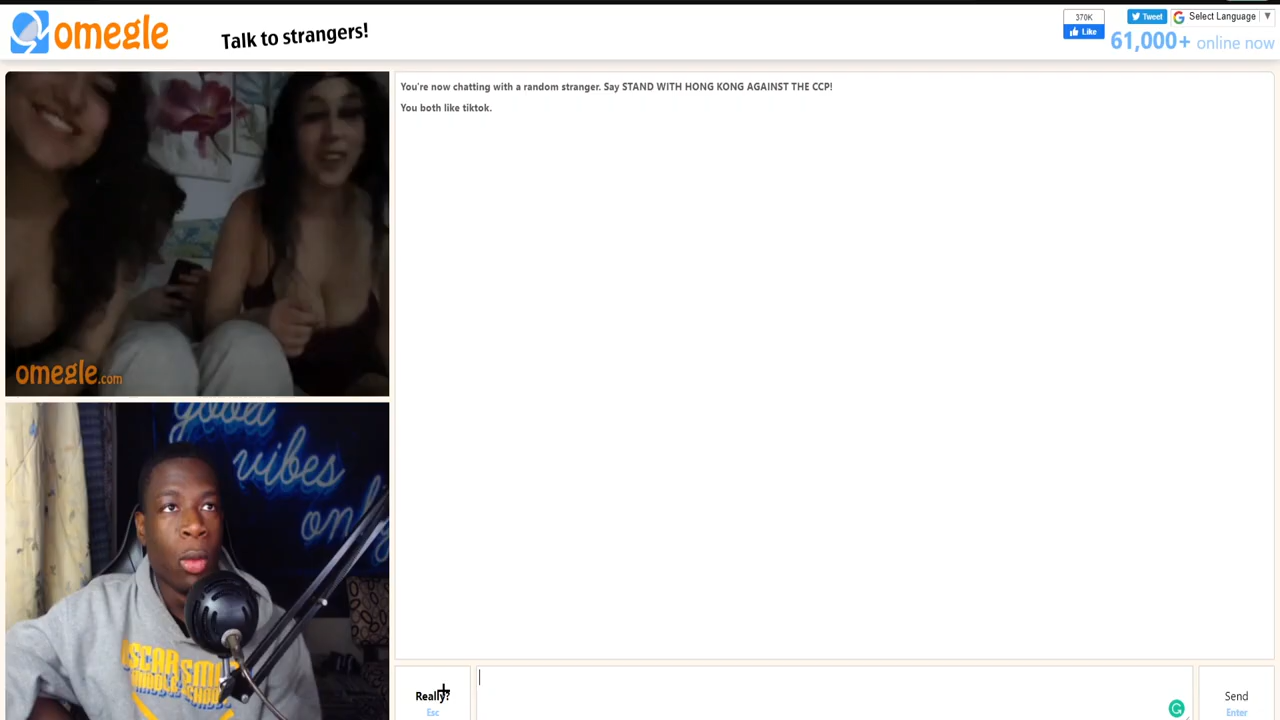 omegle
Talk to strangers!
370K
Like
Tweet
Select Language
61,000+ online now
You're now chatting with a random stranger. Say STAND WITH HONG KONG AGAINST THE CCP!
You both like tiktok.
omegle.com
good
vibes
only
Really?
Esc
Send
Enter